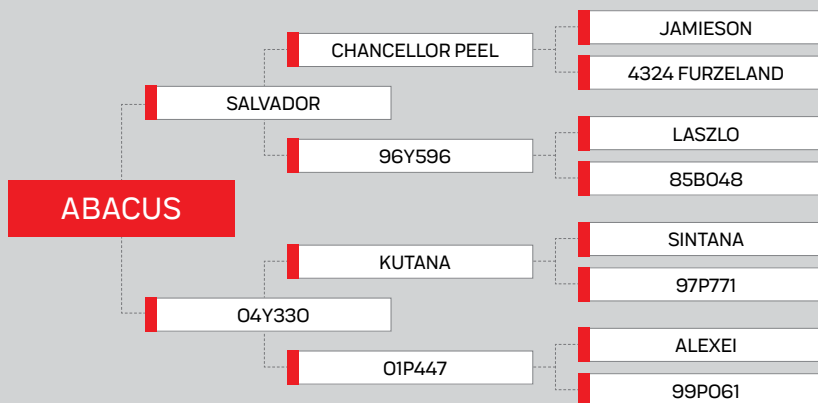 JAMIESON
CHANCELLOR PEEL
4324 FURZELAND
SALVADOR
LASZLO
96Y596
85B048
ABACUS
SINTANA
KUTANA
97P771
04Y330
ALEXEI
01P447
99P061